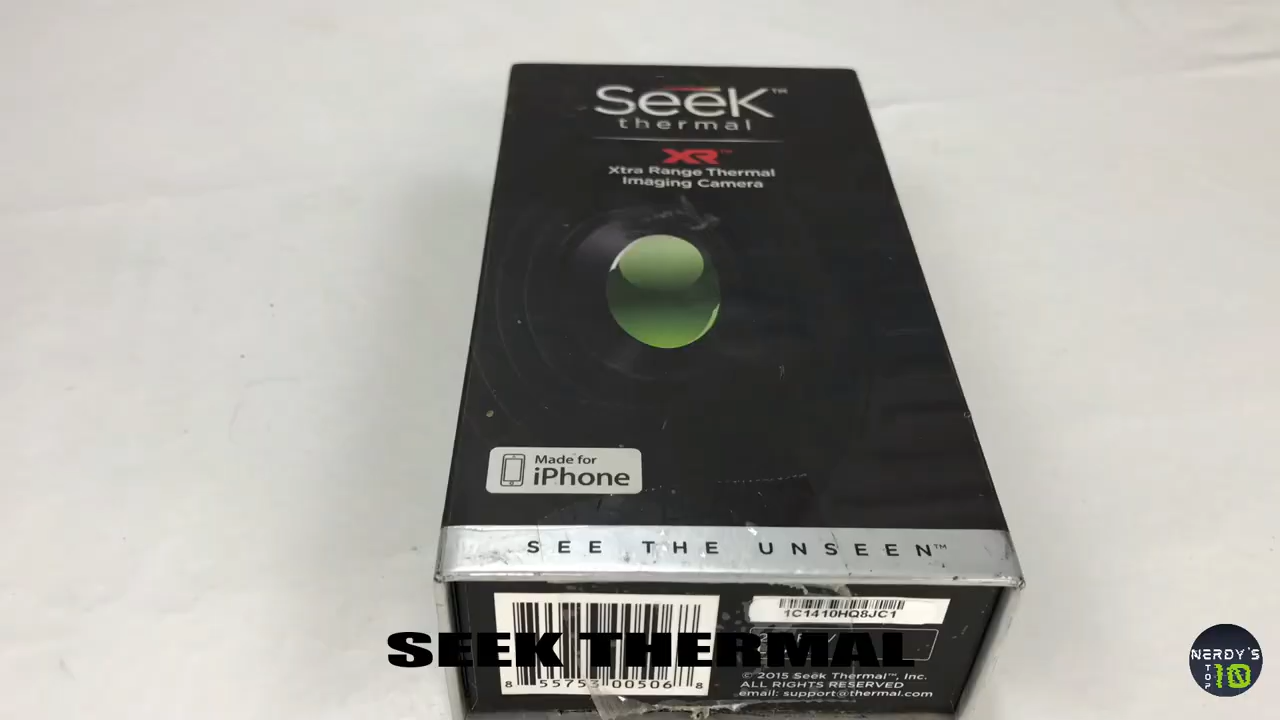 Seek™
thermal
XR™
Xtra Range Thermal
Imaging Camera
Made for
iPhone
SEE THE UNSEEN™
1C1410HQ8JC1
SEEK THERMAL
8 55753 00506 8
© 2015 Seek Thermal™, Inc.
ALL RIGHTS RESERVED
email: support@thermal.com
NERDY'S
TOP
10